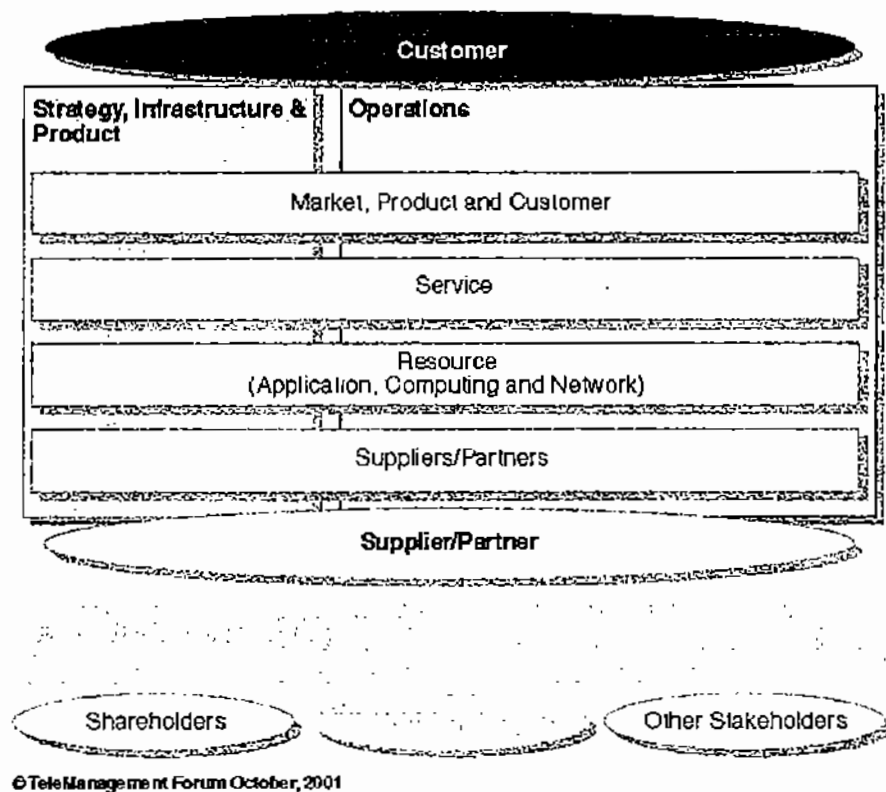 Customer
Strategy, Infrastructure &
Product
Operations
Market, Product and Customer
Service
Resource
(Application, Computing and Network)
Suppliers/Partners
Supplier/Partner
Shareholders
Other Stakeholders
© TeleManagement Forum October, 2001